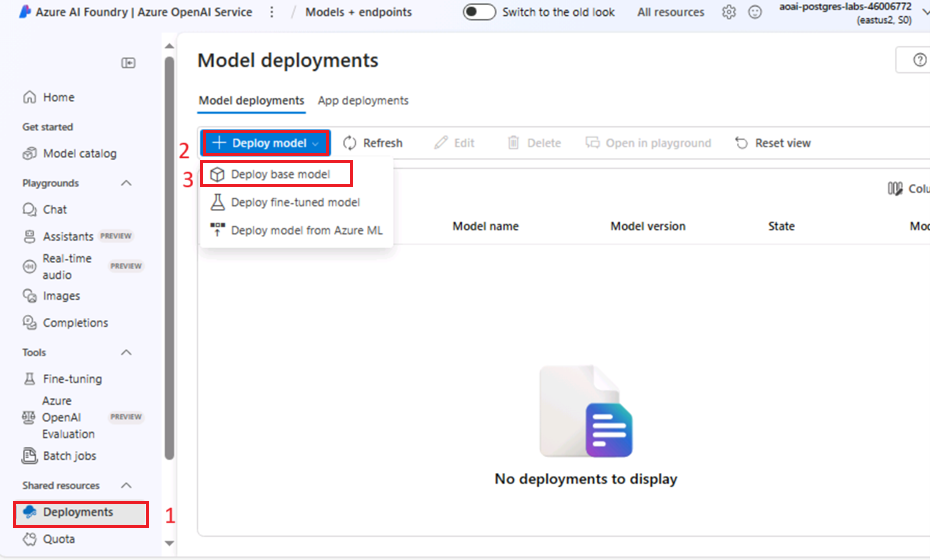 Azure AI Foundry | Azure OpenAI Service / Models + endpoints Switch to the old look All resources aoai-postgres-labs-46006772
(eastus2, S0)
Model deployments
Home
Model deployments App deployments
Get started
2 Deploy model Refresh Edit Delete Open in playground Reset view
Model catalog
3 Deploy base model
Playgrounds
Deploy fine-tuned model
Colu
Chat
Deploy model from Azure ML
Model name Model version State Mod
Assistants PREVIEW
Real-time
audio
PREVIEW
Images
Completions
Tools
Fine-tuning
Azure
OpenAI
Evaluation
PREVIEW
Batch jobs
No deployments to display
Shared resources
Deployments 1
Quota